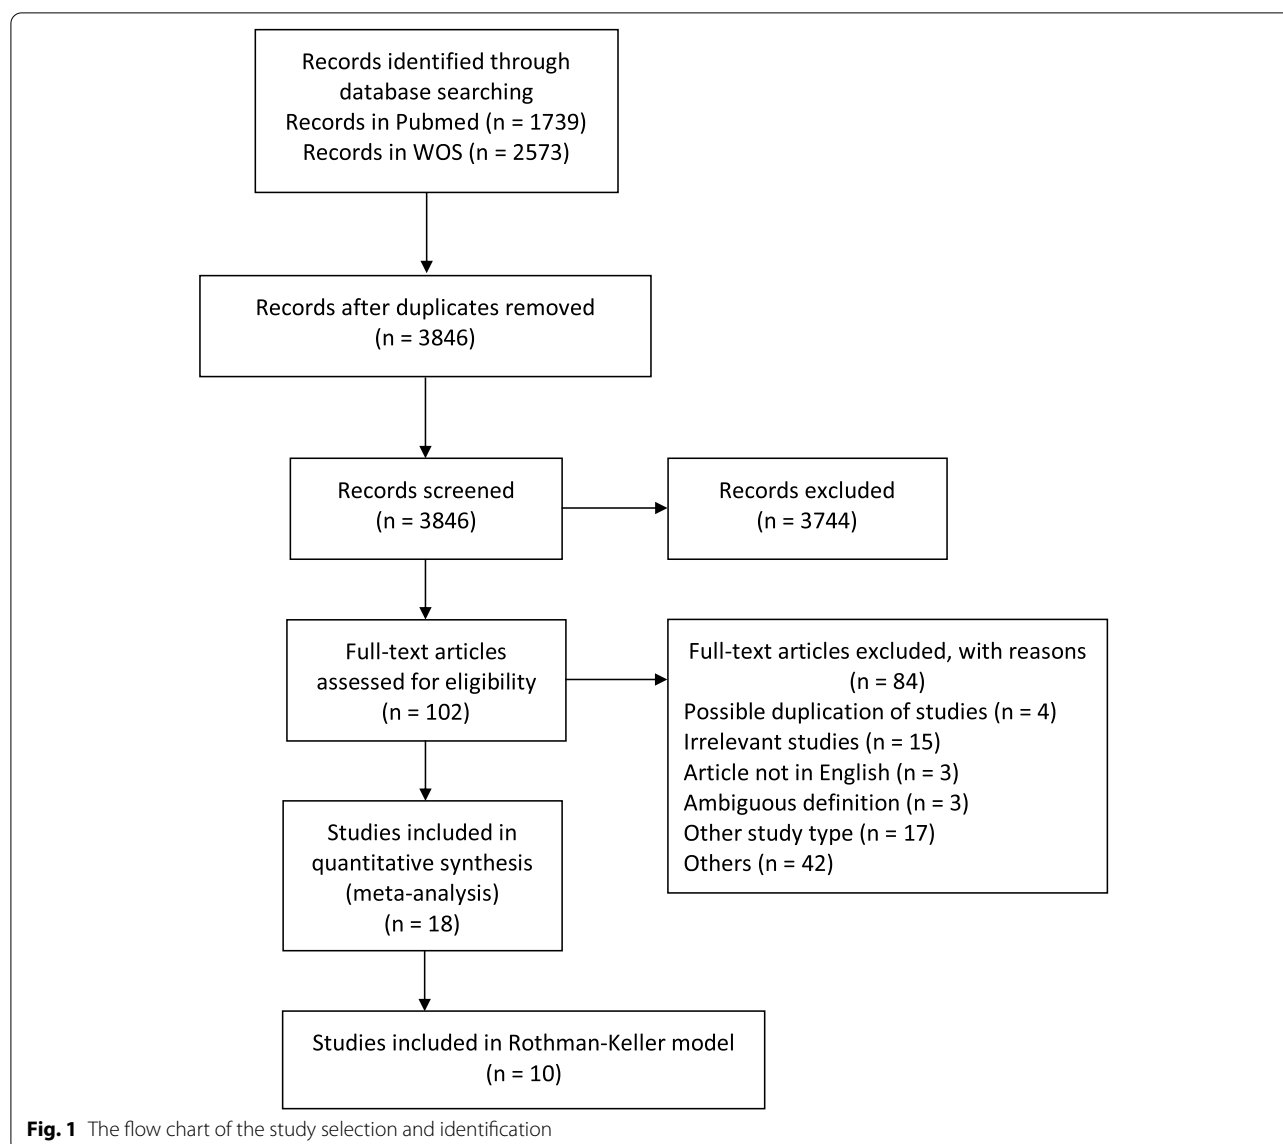 Records identified through
database searching
Records in Pubmed (n = 1739)
Records in WOS (n = 2573)
Records after duplicates removed
(n = 3846)
Records screened
(n = 3846)
Records excluded
(n = 3744)
Full-text articles
assessed for eligibility
(n = 102)
Full-text articles excluded, with reasons
(n = 84)
Possible duplication of studies (n = 4)
Irrelevant studies (n = 15)
Article not in English (n = 3)
Ambiguous definition (n = 3)
Other study type (n = 17)
Others (n = 42)
Studies included in
quantitative synthesis
(meta-analysis)
(n = 18)
Studies included in Rothman-Keller model
(n = 10)
Fig. 1 The flow chart of the study selection and identification